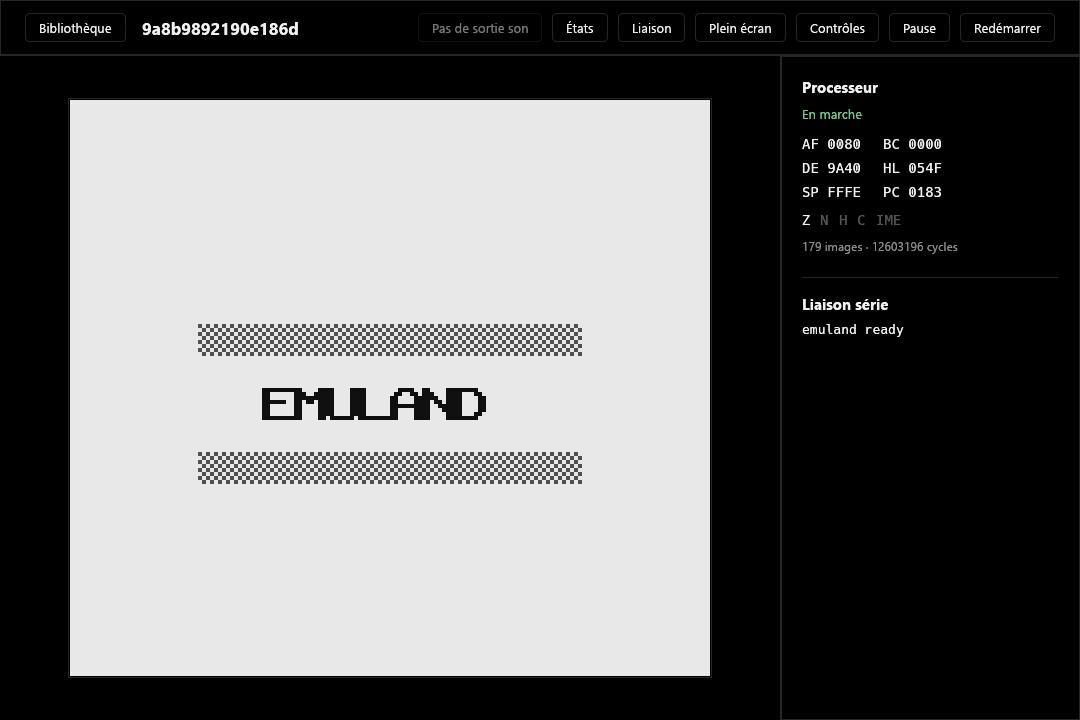 Bibliothèque 9a8b9892190e186d Pas de sortie son États Liaison Plein écran Contrôles Pause Redémarrer
Processeur
En marche
AF 0080 BC 0000
DE 9A40 HL 054F
SP FFFE PC 0183
Z N H C IME
179 images · 12603196 cycles
Liaison série
emuland ready
EMULAND